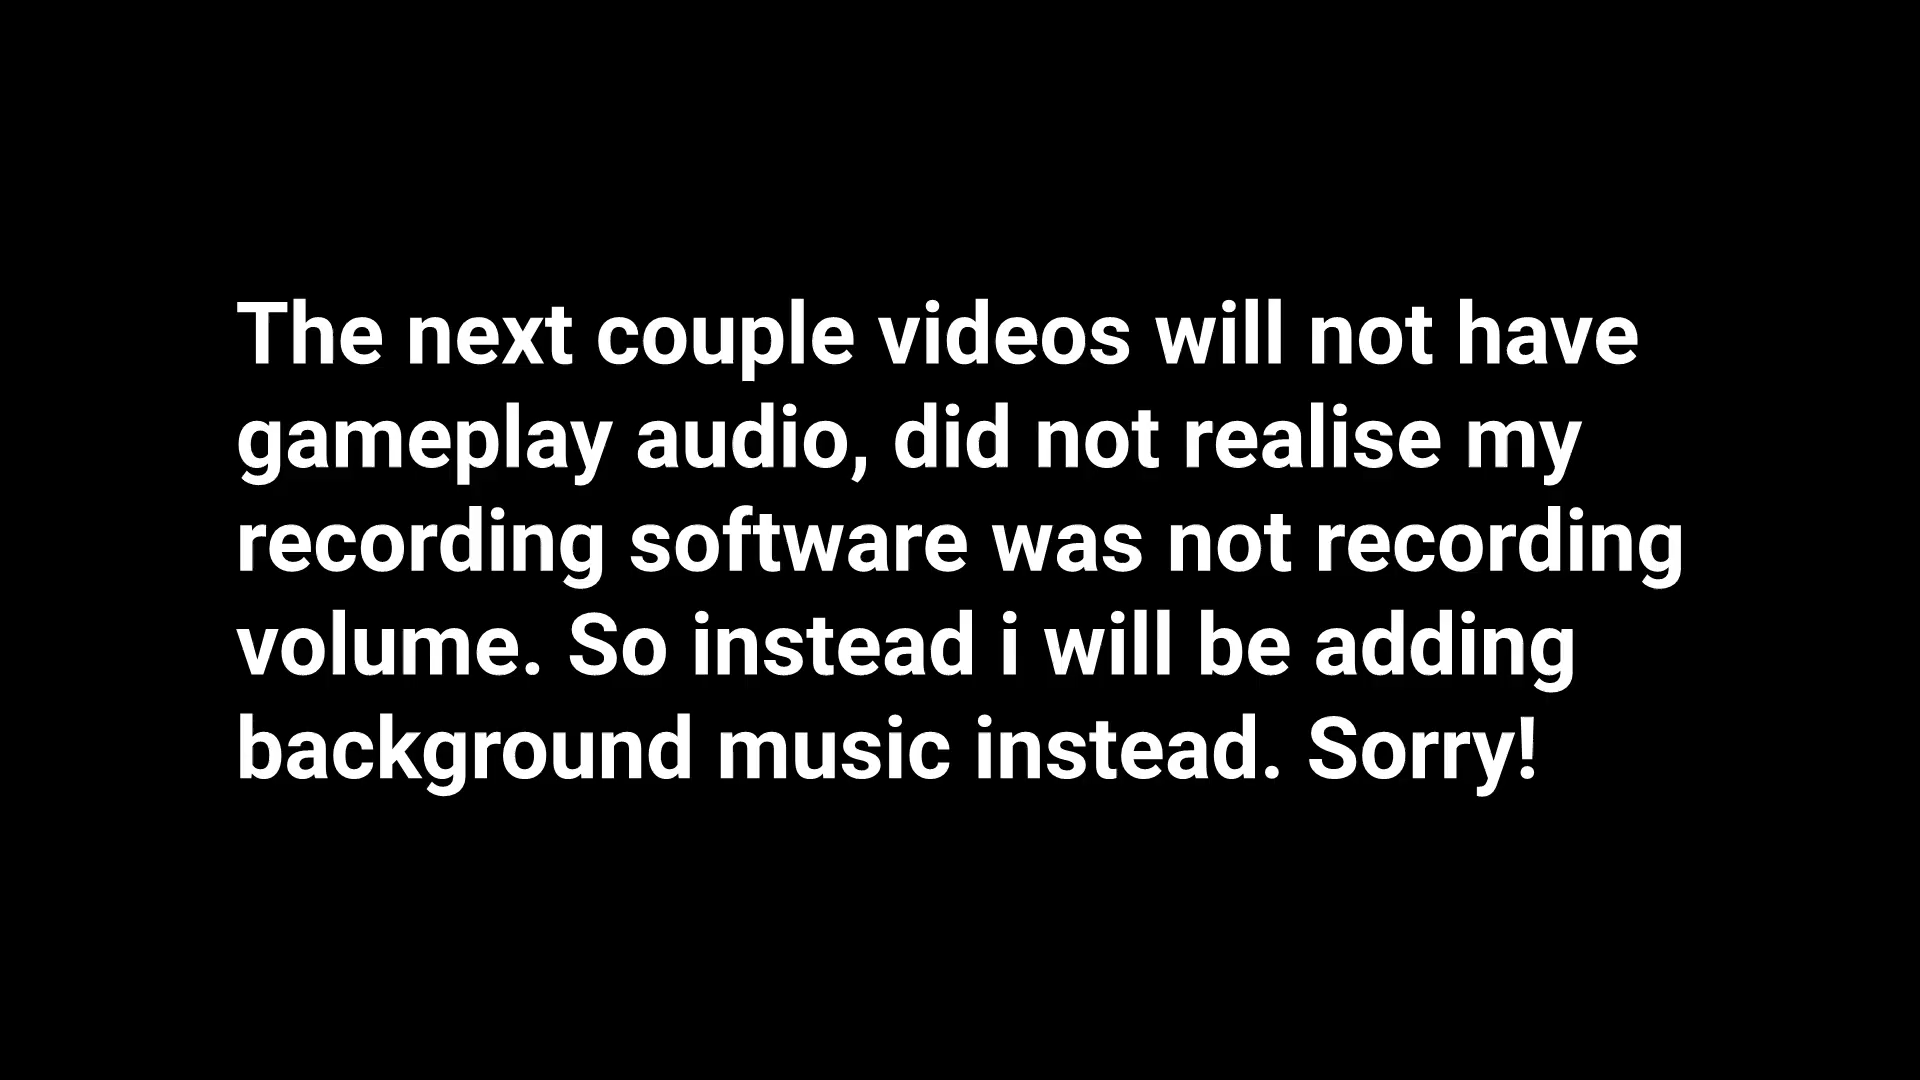 The next couple videos will not have
gameplay audio, did not realise my
recording software was not recording
volume. So instead i will be adding
background music instead. Sorry!